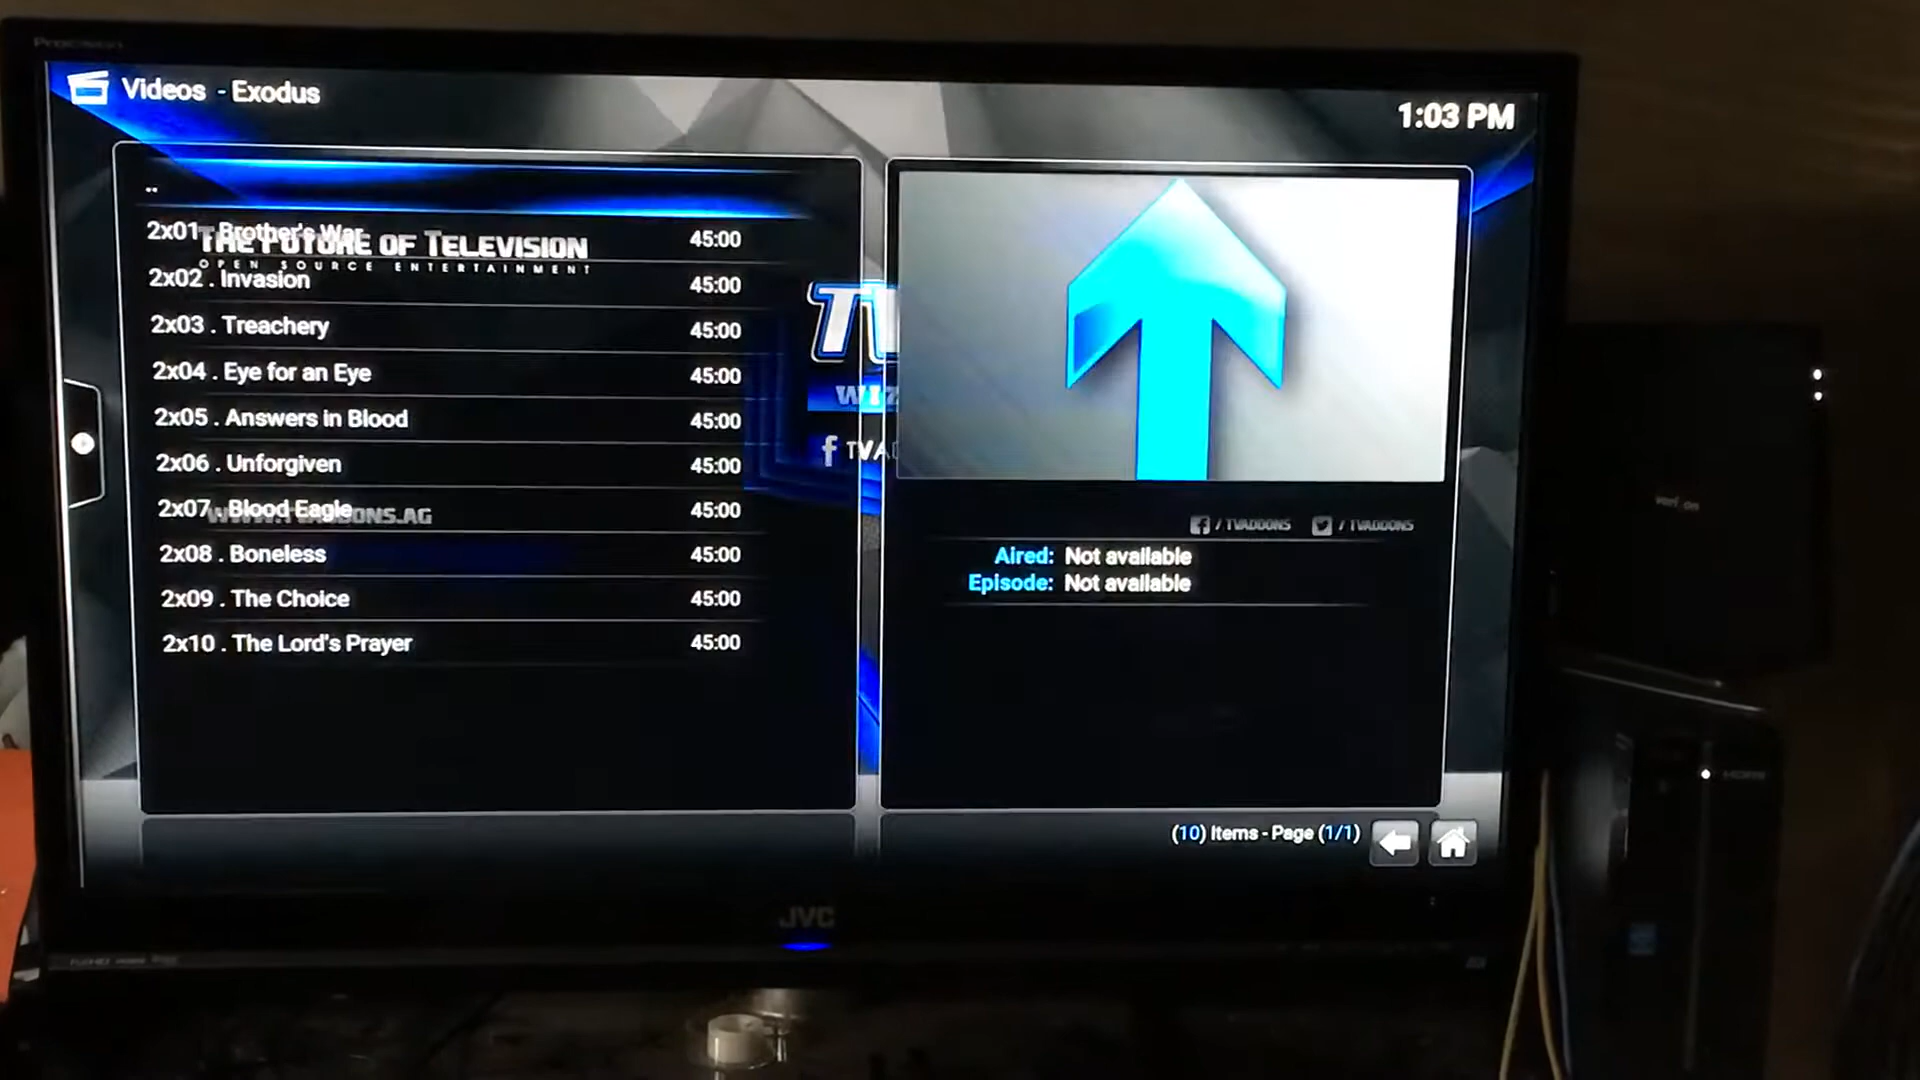 Precision
Videos - Exodus
1:03 PM
..
2x01 . Brother's War 45:00
THE FUTURE OF TELEVISION
OPEN SOURCE ENTERTAINMENT
2x02 . Invasion 45:00
2x03 . Treachery 45:00
2x04 . Eye for an Eye 45:00
2x05 . Answers in Blood 45:00
2x06 . Unforgiven 45:00
2x07 . Blood Eagle 45:00
WWW.TVADDONS.AG
2x08 . Boneless 45:00
2x09 . The Choice 45:00
2x10 . The Lord's Prayer 45:00
/ TVADDONS / TVADDONS
Aired: Not available
Episode: Not available
(10) Items - Page (1/1)
JVC